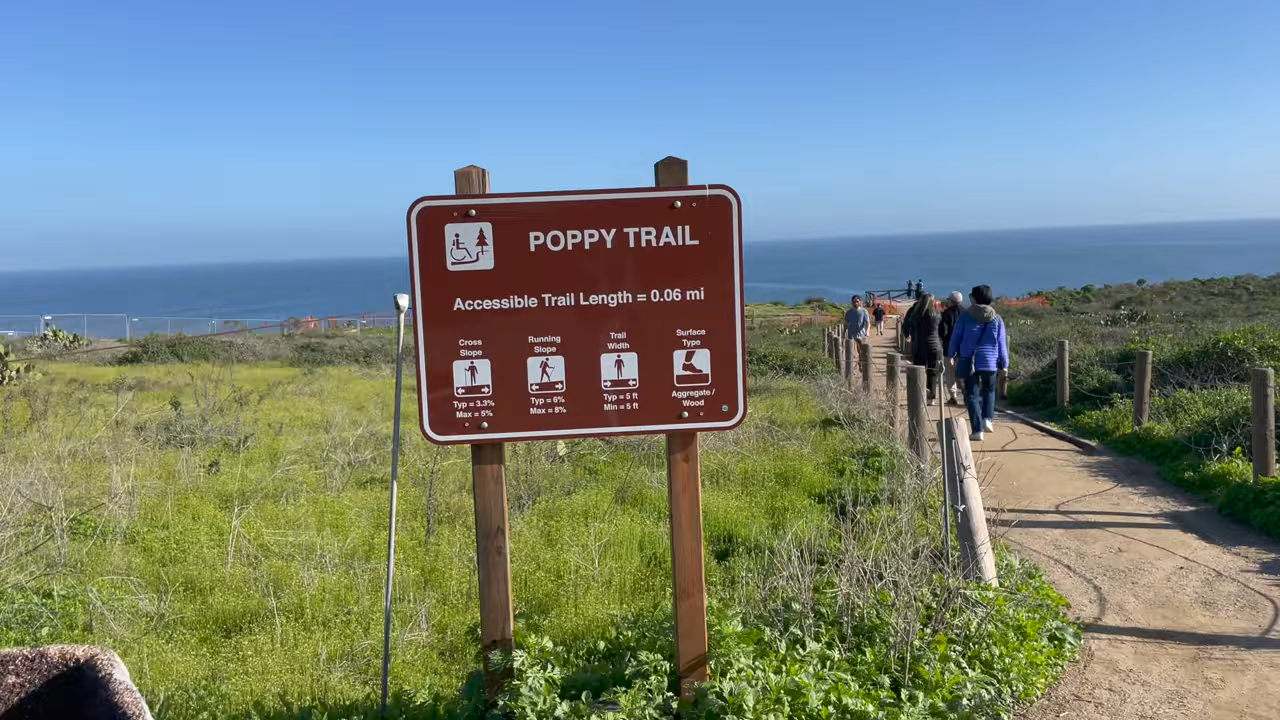 POPPY TRAIL
Accessible Trail Length = 0.06 mi
Cross
Slope
Typ = 3.3%
Max = 5%
Running
Slope
Typ = 6%
Max = 8%
Trail
Width
Typ = 5 ft
Min = 5 ft
Surface
Type
Aggregate /
Wood